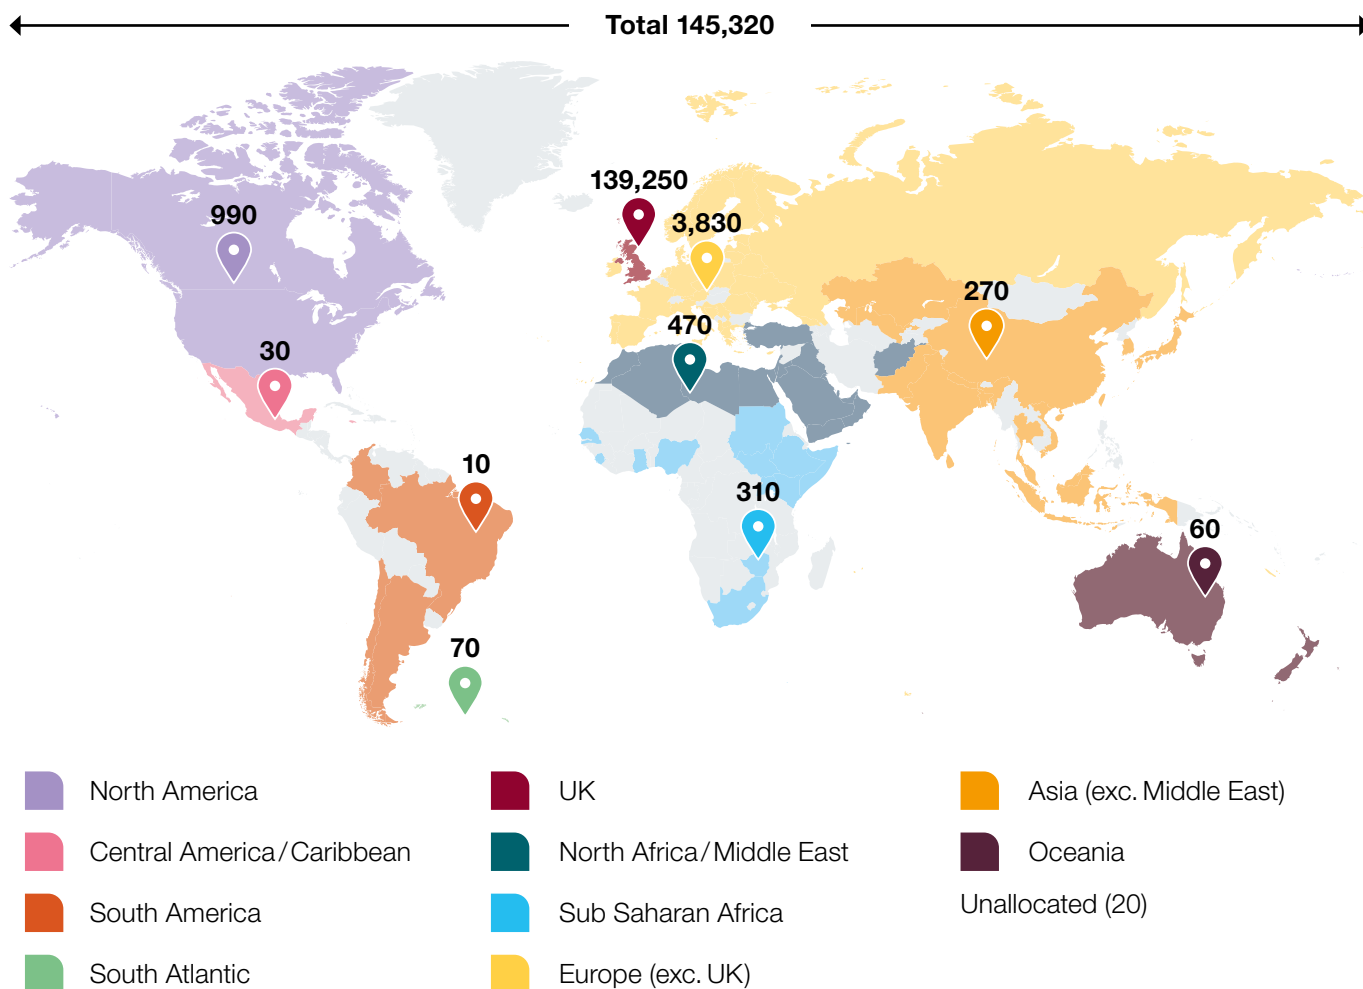 Total 145,320
139,250
990
3,830
270
470
30
10
310
60
70
North America
Central America/Caribbean
South America
South Atlantic
UK
North Africa/Middle East
Sub Saharan Africa
Europe (exc. UK)
Asia (exc. Middle East)
Oceania
Unallocated (20)